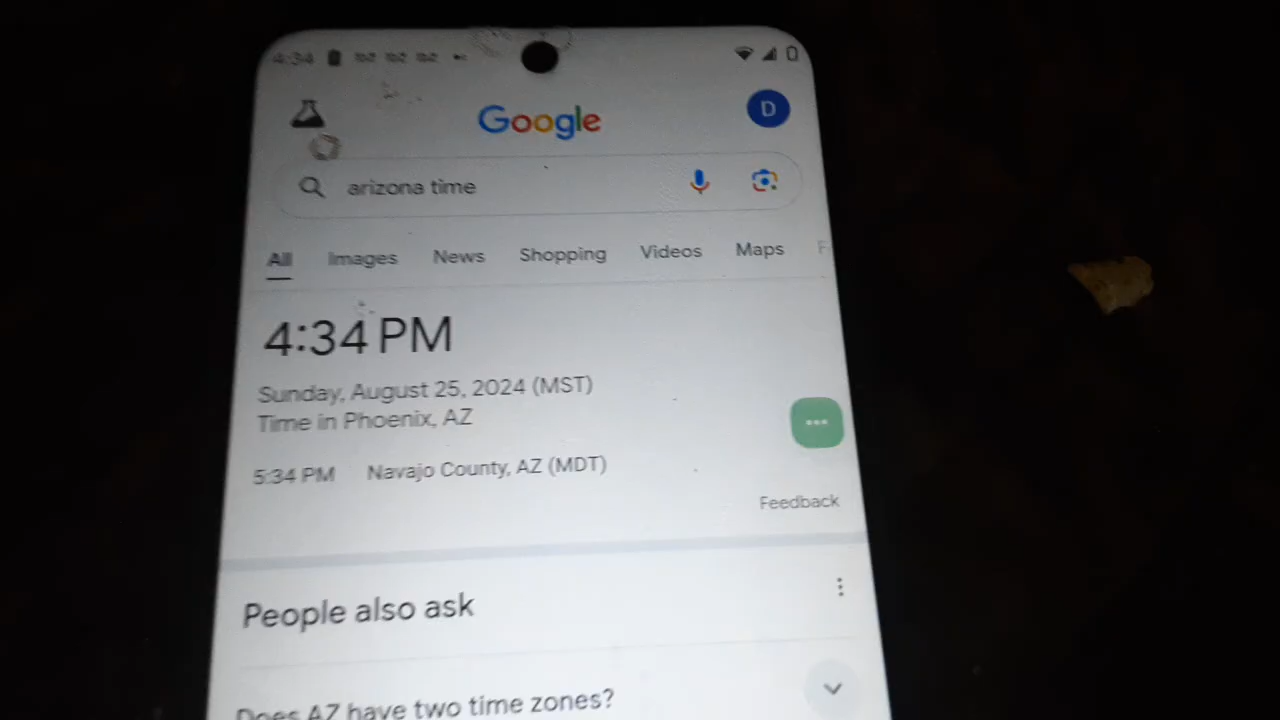 4:34
Google
D
arizona time
All Images News Shopping Videos Maps F
4:34 PM
Sunday, August 25, 2024 (MST)
Time in Phoenix, AZ
5:34 PM Navajo County, AZ (MDT)
Feedback
People also ask
Does AZ have two time zones?